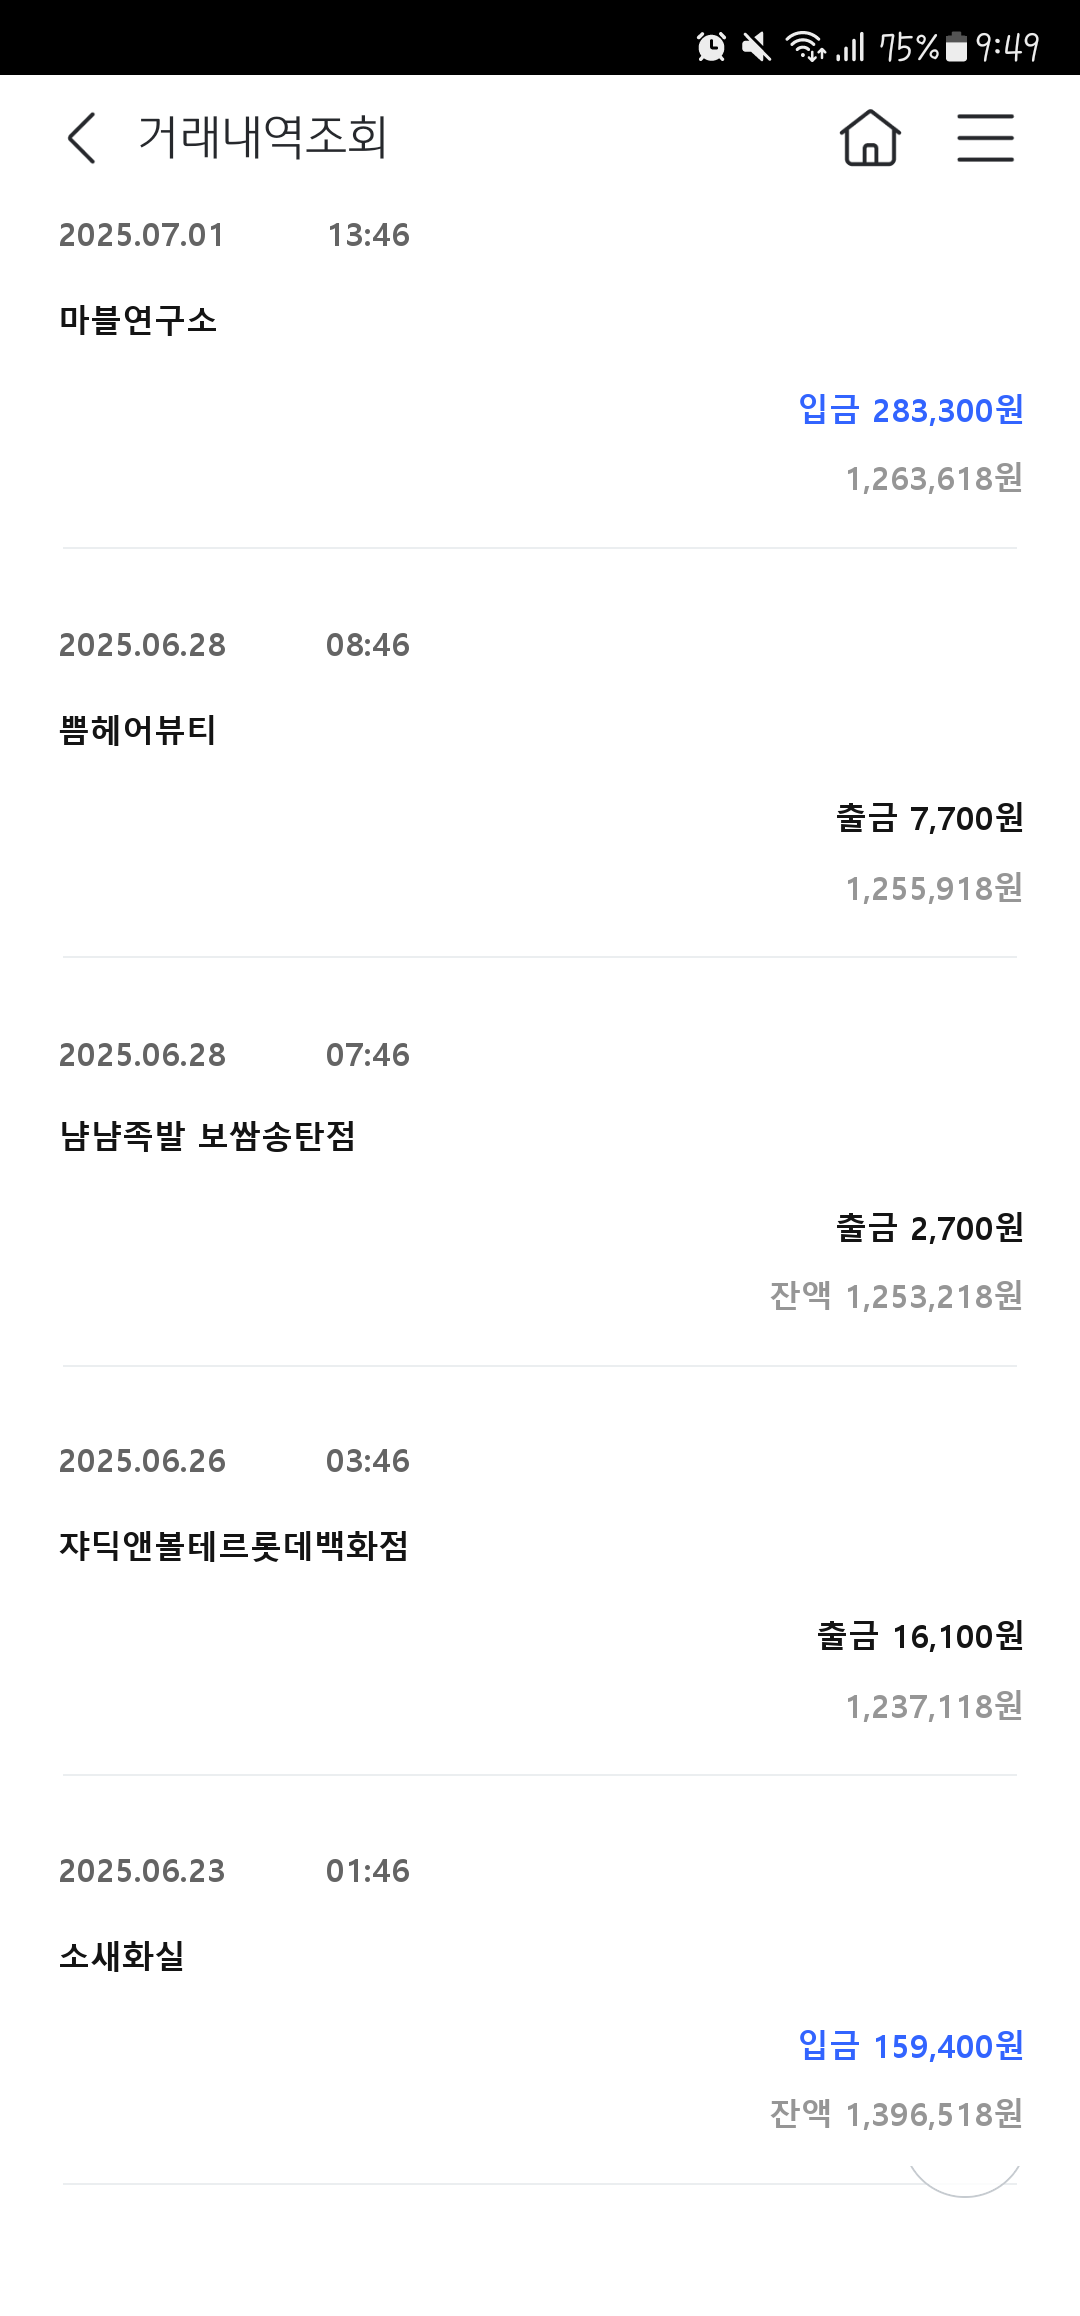 75% 9:49
거래내역조회
2025.07.01 13:46
마블연구소
입금 283,300원
1,263,618원
2025.06.28 08:46
쁨헤어뷰티
출금 7,700원
1,255,918원
2025.06.28 07:46
냠냠족발 보쌈송탄점
출금 2,700원
잔액 1,253,218원
2025.06.26 03:46
쟈딕앤볼테르롯데백화점
출금 16,100원
1,237,118원
2025.06.23 01:46
소새화실
입금 159,400원
잔액 1,396,518원